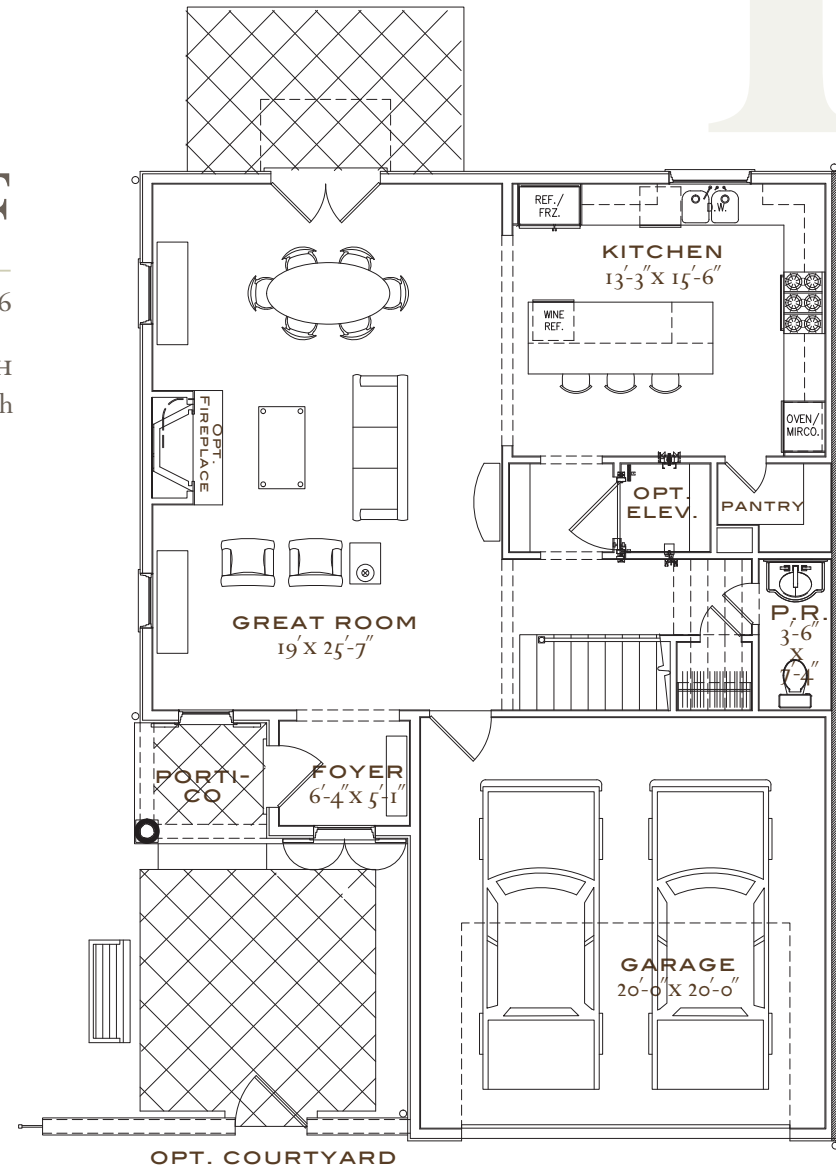 E
6
H
h
REF./
FRZ.
D.W.
KITCHEN
13'-3"X 15'-6"
WINE
REF.
OVEN/
MIRCO.
OPT.
FIREPLACE
OPT.
ELEV.
PANTRY
P.R.
3'-6"
X
7'-4"
GREAT ROOM
19'X 25'-7"
PORTI-
CO
FOYER
6'-4"X 5'-1"
GARAGE
20'-0"X 20'-0"
OPT. COURTYARD